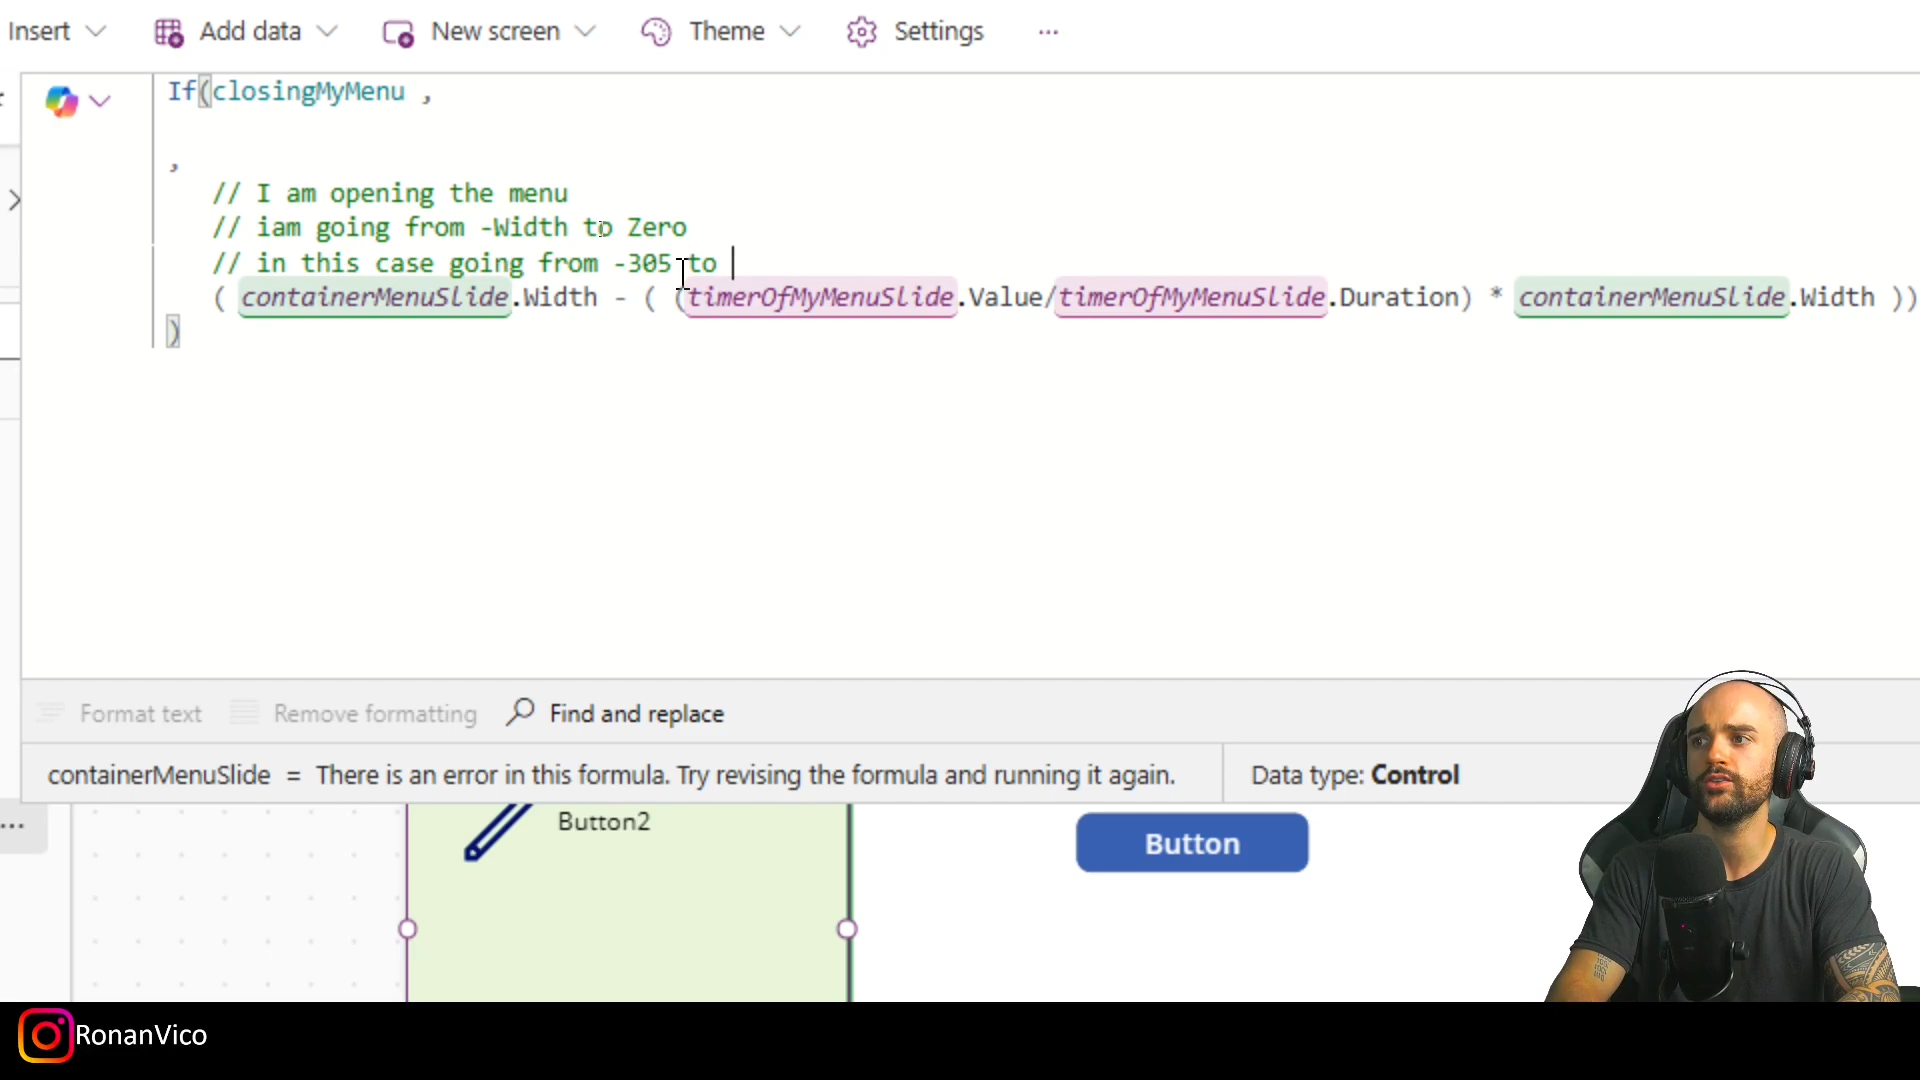 Insert
Add data
New screen
Theme
Settings
...
If(closingMyMenu ,
,
// I am opening the menu
// iam going from -Width to Zero
// in this case going from -305 to
( containerMenuSlide.Width - ( (timerOfMyMenuSlide.Value/timerOfMyMenuSlide.Duration) * containerMenuSlide.Width ))
)
Format text
Remove formatting
Find and replace
containerMenuSlide = There is an error in this formula. Try revising the formula and running it again.
Data type: Control
...
Button2
Button
RonanVico